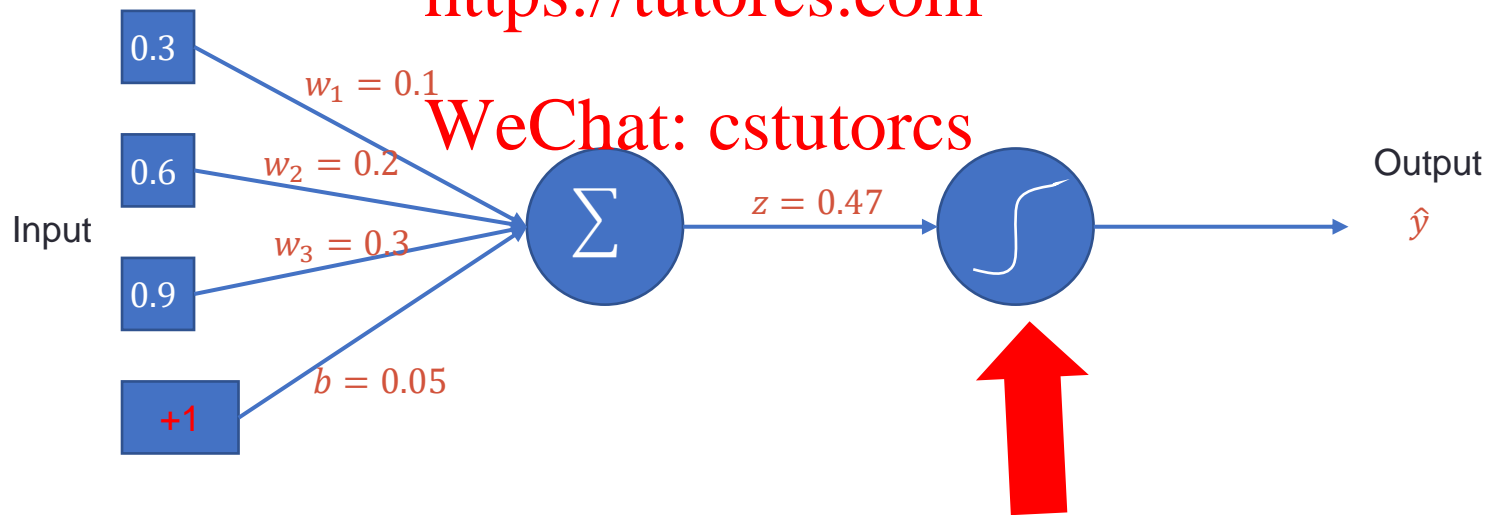 https://tutorcs.com
0.3
w₁ = 0.1
WeChat: cstutorcs
0.6
w₂ = 0.2
∑
z = 0.47
Output
ŷ
Input
w₃ = 0.3
0.9
b = 0.05
+1